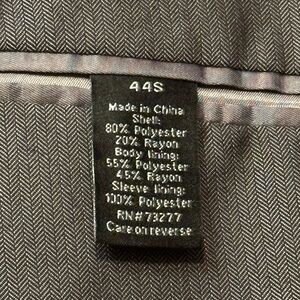 44S
Made in China
Shell:
80% Polyester
20% Rayon
Body lining:
55% Polyester
45% Rayon
Sleeve lining:
100% Polyester
RN# 73277
Care on reverse